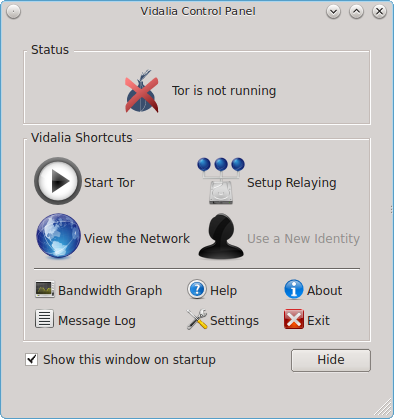 Vidalia Control Panel
Status
Tor is not running
Vidalia Shortcuts
Start Tor
Setup Relaying
View the Network
Use a New Identity
Bandwidth Graph
Help
About
Message Log
Settings
Exit
Show this window on startup
Hide